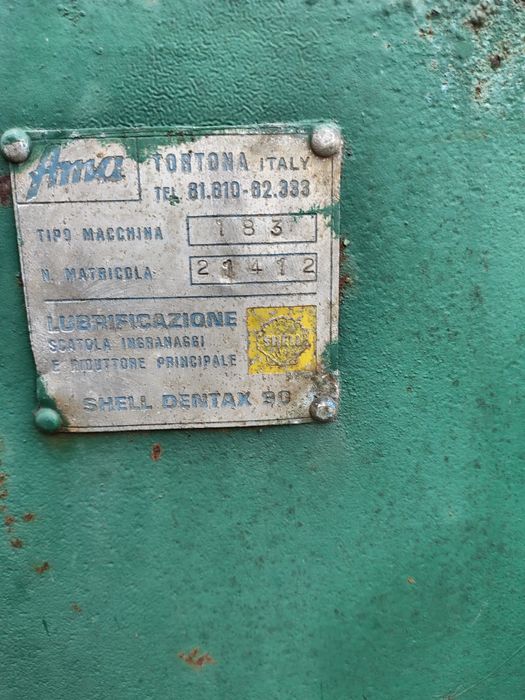 Ama
TORTONA ITALY
TEL 81.810-82.333
TIPO MACCHINA 183
N. MATRICOLA 21412
LUBRIFICAZIONE
SCATOLA INGRANAGGI
E RIDUTTORE PRINCIPALE
SHELL
SHELL DENTAX 90